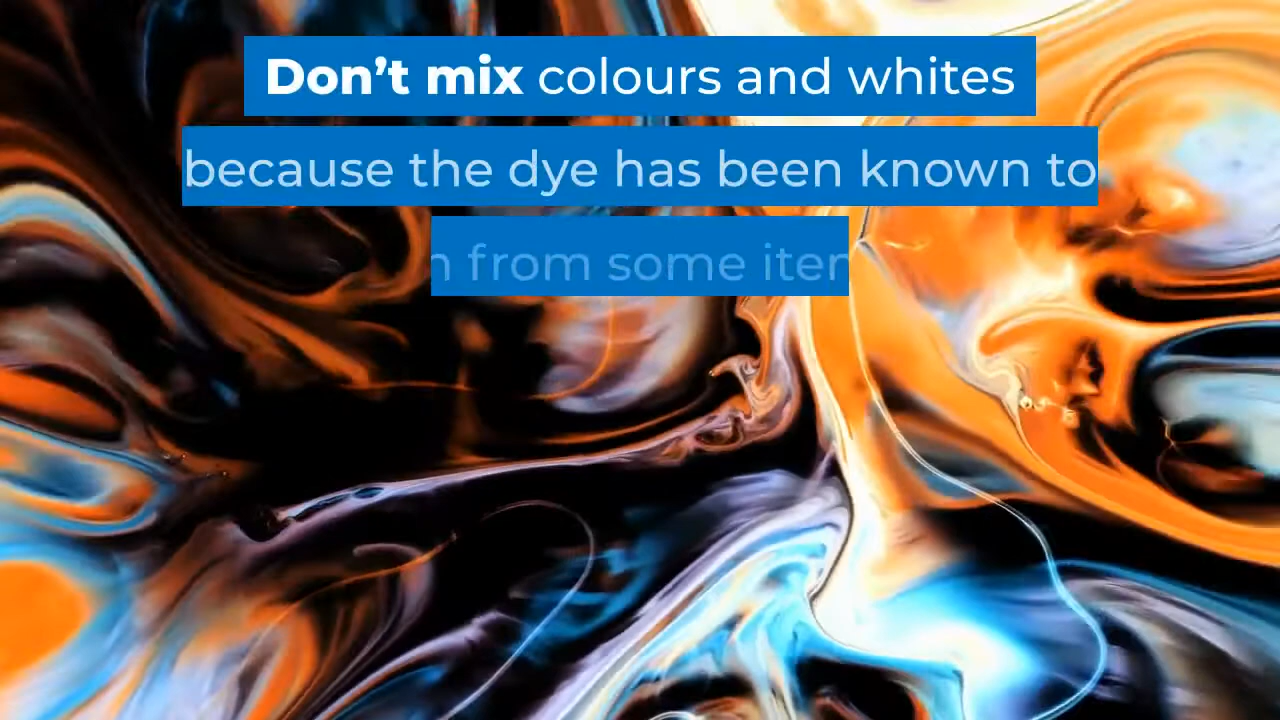 Don’t mix colours and whites
because the dye has been known to
from some